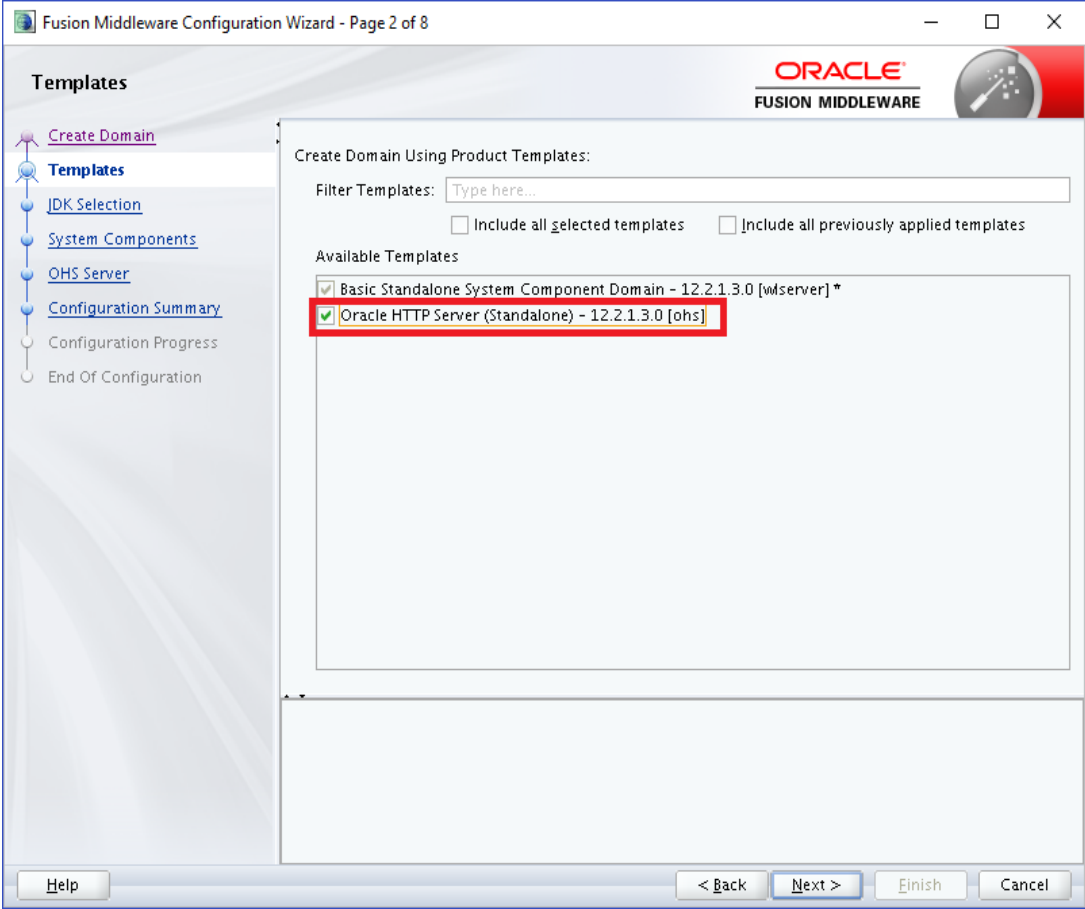 Fusion Middleware Configuration Wizard - Page 2 of 8
Templates
ORACLE
FUSION MIDDLEWARE
Create Domain
Templates
JDK Selection
System Components
OHS Server
Configuration Summary
Configuration Progress
End Of Configuration
Create Domain Using Product Templates:
Filter Templates: Type here...
Include all selected templates Include all previously applied templates
Available Templates
Basic Standalone System Component Domain - 12.2.1.3.0 [wlserver] *
Oracle HTTP Server (Standalone) - 12.2.1.3.0 [ohs]
Help < Back Next > Finish Cancel